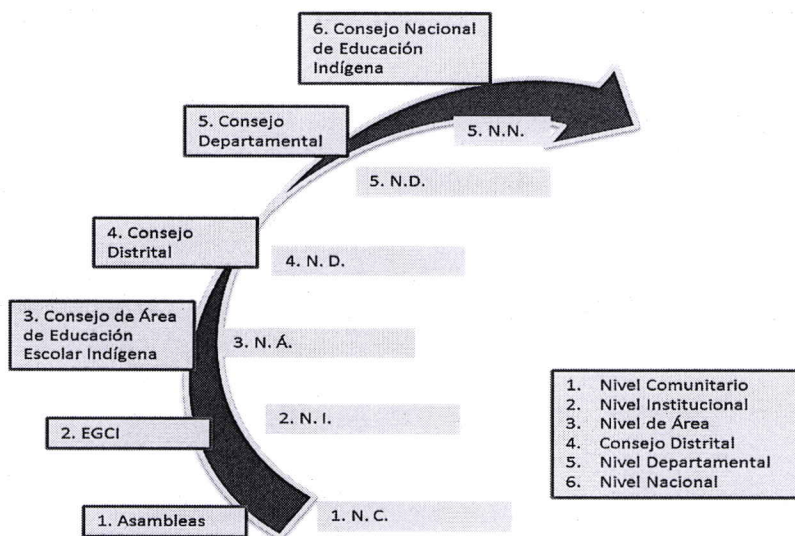 6. Consejo Nacional
de Educación
Indígena
5. Consejo
Departamental
5. N.N.
5. N.D.
4. Consejo
Distrital
4. N. D.
3. Consejo de Área
de Educación
Escolar Indígena
3. N. Á.
2. EGCI
2. N. I.
1. Asambleas
1. N. C.
1. Nivel Comunitario
2. Nivel Institucional
3. Nivel de Área
4. Consejo Distrital
5. Nivel Departamental
6. Nivel Nacional